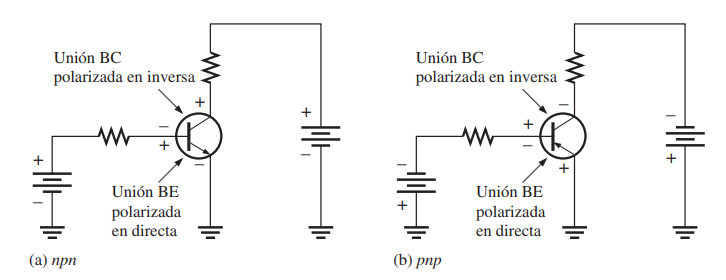 Unión BC
polarizada en inversa
+
−
+
−
+
−
+
−
Unión BE
polarizada
en directa
(a) npn
Unión BC
polarizada en inversa
−
+
−
+
−
+
−
+
Unión BE
polarizada
en directa
(b) pnp